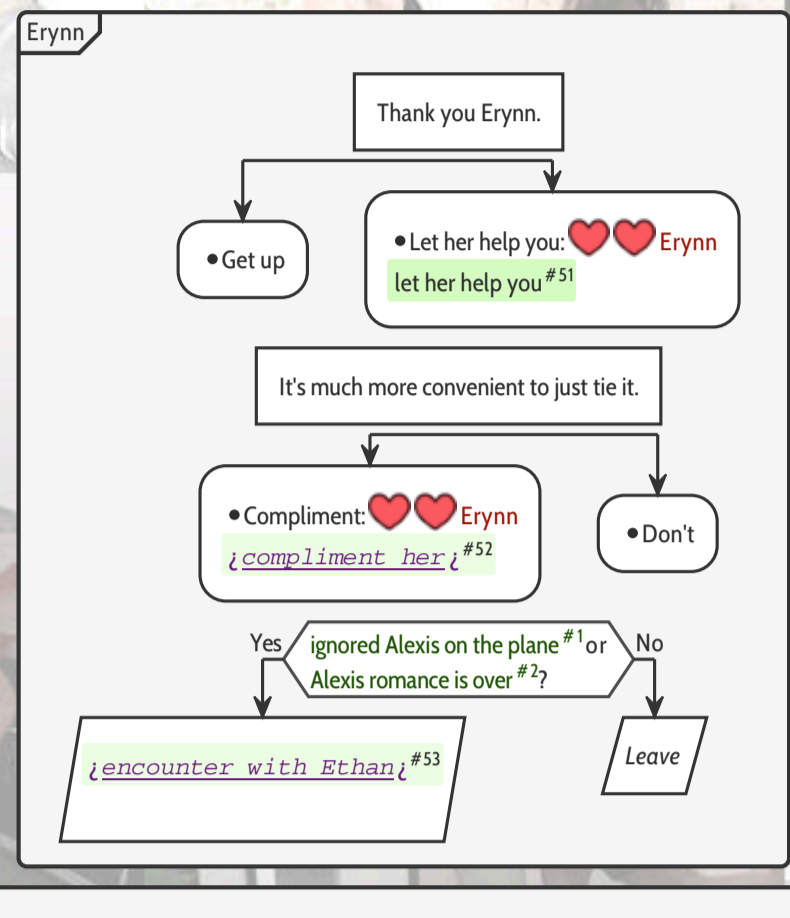 Erynn
Thank you Erynn.
•Get up
•Let her help you: Erynn
let her help you #51
It's much more convenient to just tie it.
•Compliment: Erynn
¿compliment her¿ #52
•Don't
Yes
ignored Alexis on the plane #1 or
Alexis romance is over #2?
No
¿encounter with Ethan¿ #53
Leave